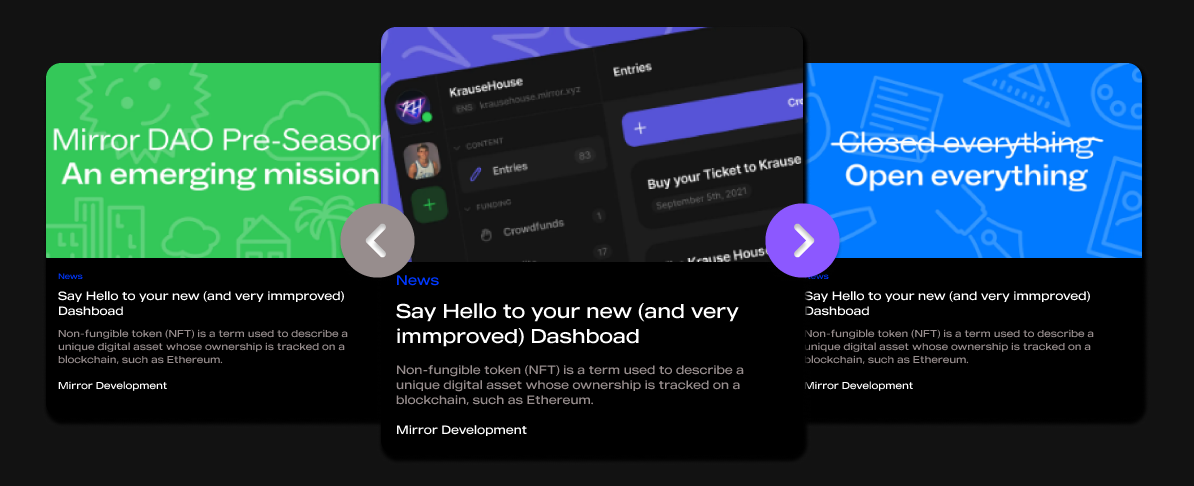 Mirror DAO Pre-Season
An emerging mission
News
Say Hello to your new (and very immproved)
Dashboad
Non-fungible token (NFT) is a term used to describe a
unique digital asset whose ownership is tracked on a
blockchain, such as Ethereum.
Mirror Development
KrauseHouse
ENS krausehouse.mirror.xyz
CONTENT
Entries 83
FUNDING
Crowdfunds 1
17
Entries
+ Cre
Buy your Ticket to Krause
September 5th, 2021
Krause House
News
Say Hello to your new (and very
immproved) Dashboad
Non-fungible token (NFT) is a term used to describe a
unique digital asset whose ownership is tracked on a
blockchain, such as Ethereum.
Mirror Development
Closed everything
Open everything
News
Say Hello to your new (and very immproved)
Dashboad
Non-fungible token (NFT) is a term used to describe a
unique digital asset whose ownership is tracked on a
blockchain, such as Ethereum.
Mirror Development